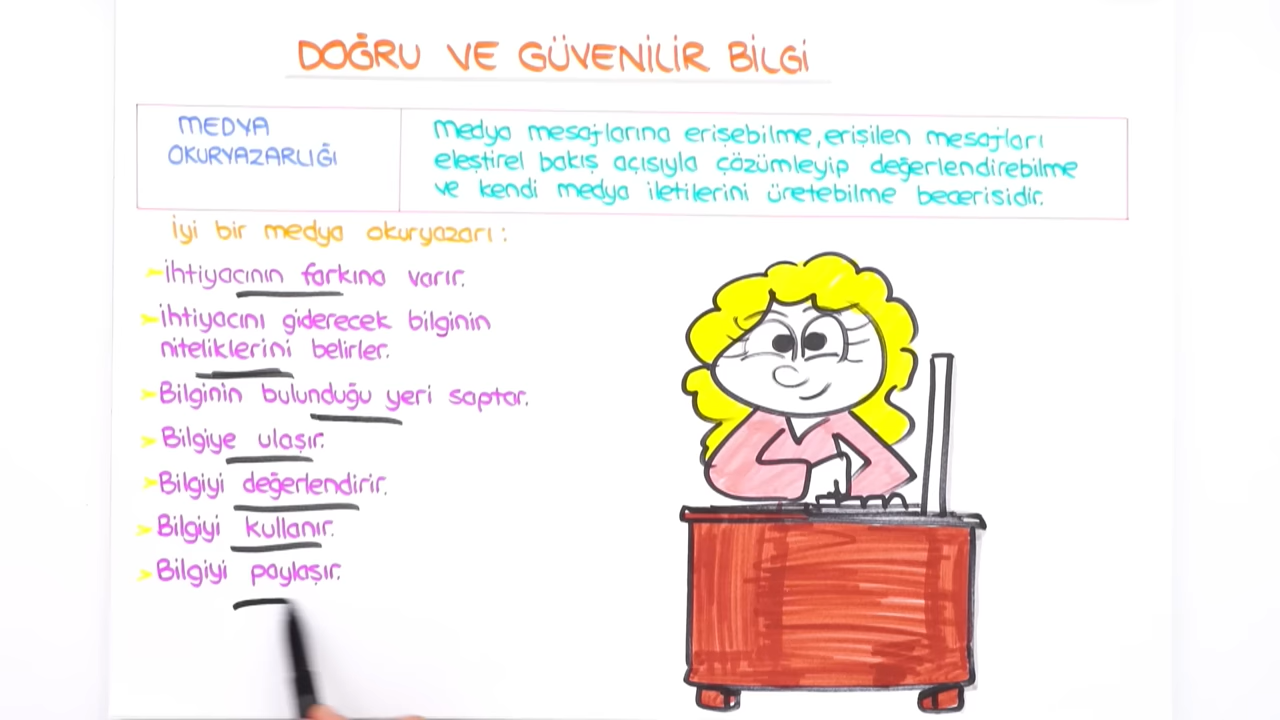 DOĞRU VE GÜVENİLİR BİLGİ
MEDYA
OKURYAZARLIĞI
Medya mesajlarına erişebilme, erişilen mesajları
eleştirel bakış açısıyla çözümleyip değerlendirebilme
ve kendi medya iletilerini üretebilme becerisidir.
İyi bir medya okuryazarı:
➤ İhtiyacının farkına varır.
➤ İhtiyacını giderecek bilginin
niteliklerini belirler.
➤ Bilginin bulunduğu yeri saptar.
➤ Bilgiye ulaşır.
➤ Bilgiyi değerlendirir.
➤ Bilgiyi kullanır.
➤ Bilgiyi paylaşır.